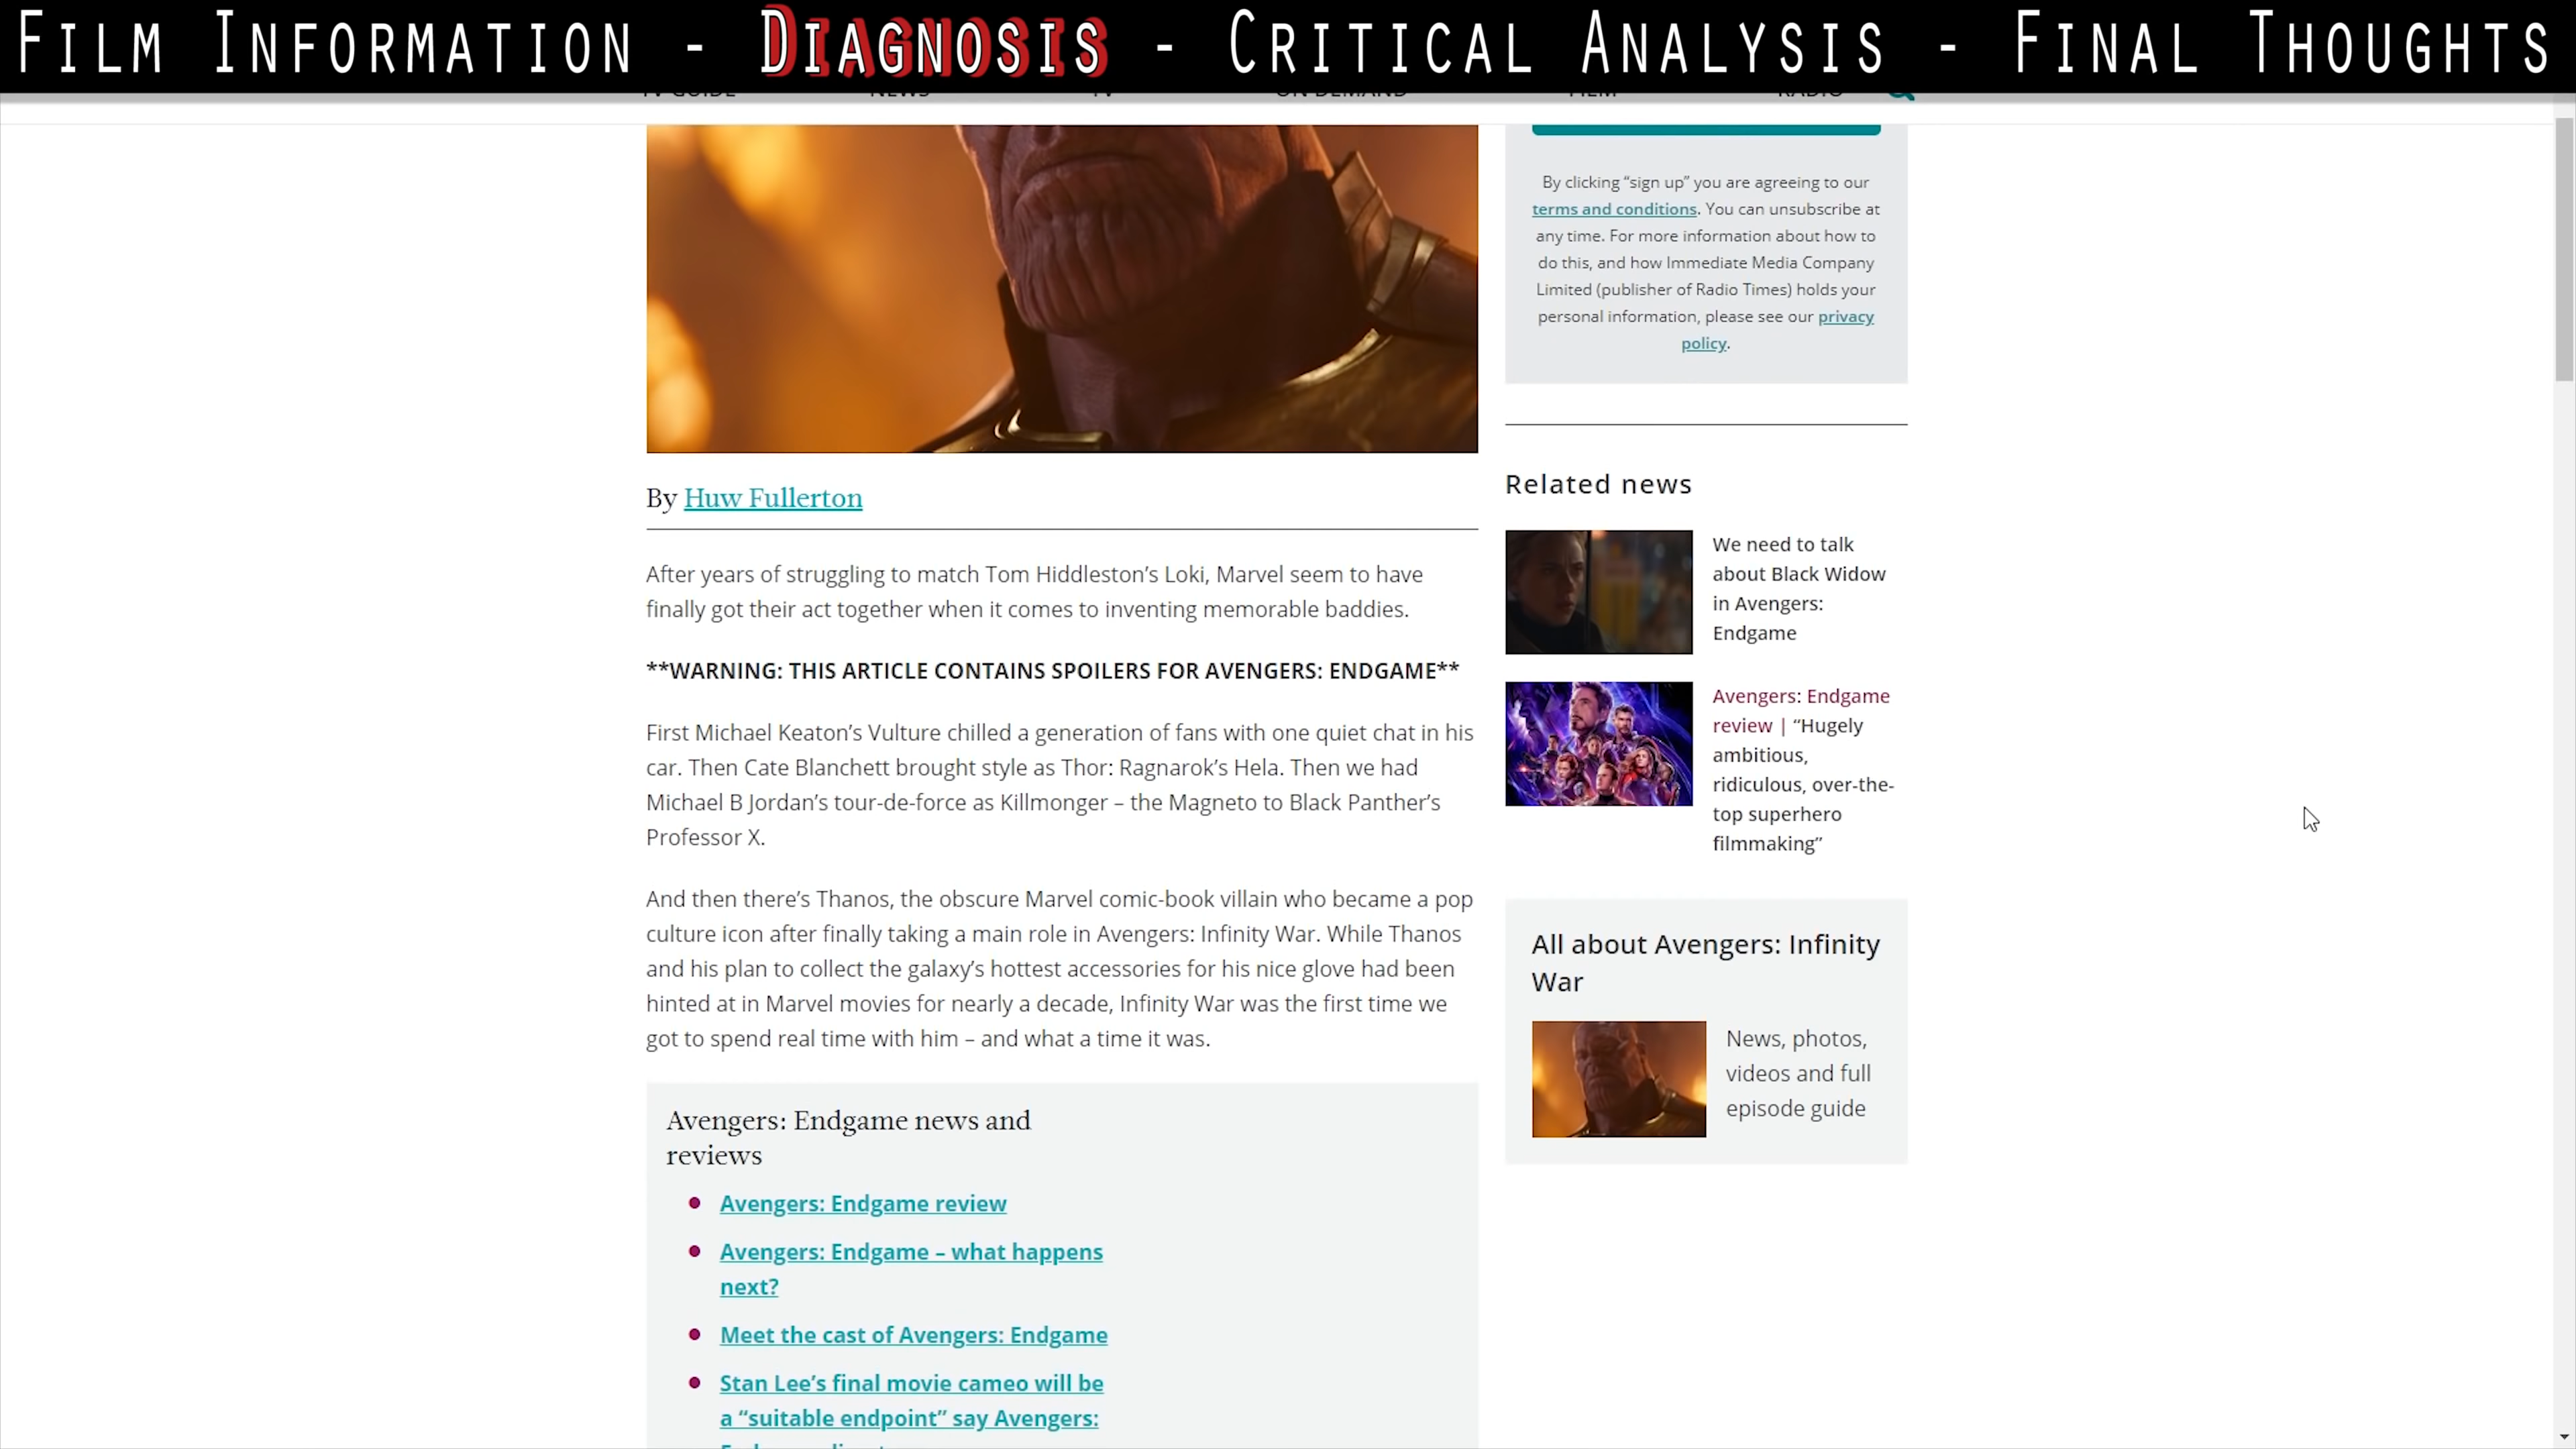 Film Information - Diagnosis - Critical Analysis - Final Thoughts
TV GUIDE NEWS TV ON DEMAND FILM RADIO
By clicking “sign up” you are agreeing to our
terms and conditions. You can unsubscribe at
any time. For more information about how to
do this, and how Immediate Media Company
Limited (publisher of Radio Times) holds your
personal information, please see our privacy
policy.
By Huw Fullerton
After years of struggling to match Tom Hiddleston’s Loki, Marvel seem to have
finally got their act together when it comes to inventing memorable baddies.
**WARNING: THIS ARTICLE CONTAINS SPOILERS FOR AVENGERS: ENDGAME**
First Michael Keaton’s Vulture chilled a generation of fans with one quiet chat in his
car. Then Cate Blanchett brought style as Thor: Ragnarok’s Hela. Then we had
Michael B Jordan’s tour-de-force as Killmonger – the Magneto to Black Panther’s
Professor X.
And then there’s Thanos, the obscure Marvel comic-book villain who became a pop
culture icon after finally taking a main role in Avengers: Infinity War. While Thanos
and his plan to collect the galaxy’s hottest accessories for his nice glove had been
hinted at in Marvel movies for nearly a decade, Infinity War was the first time we
got to spend real time with him – and what a time it was.
Avengers: Endgame news and
reviews
Avengers: Endgame review
Avengers: Endgame – what happens
next?
Meet the cast of Avengers: Endgame
Stan Lee’s final movie cameo will be
a “suitable endpoint” say Avengers:
Related news
We need to talk
about Black Widow
in Avengers:
Endgame
Avengers: Endgame
review | “Hugely
ambitious,
ridiculous, over-the-
top superhero
filmmaking”
All about Avengers: Infinity
War
News, photos,
videos and full
episode guide